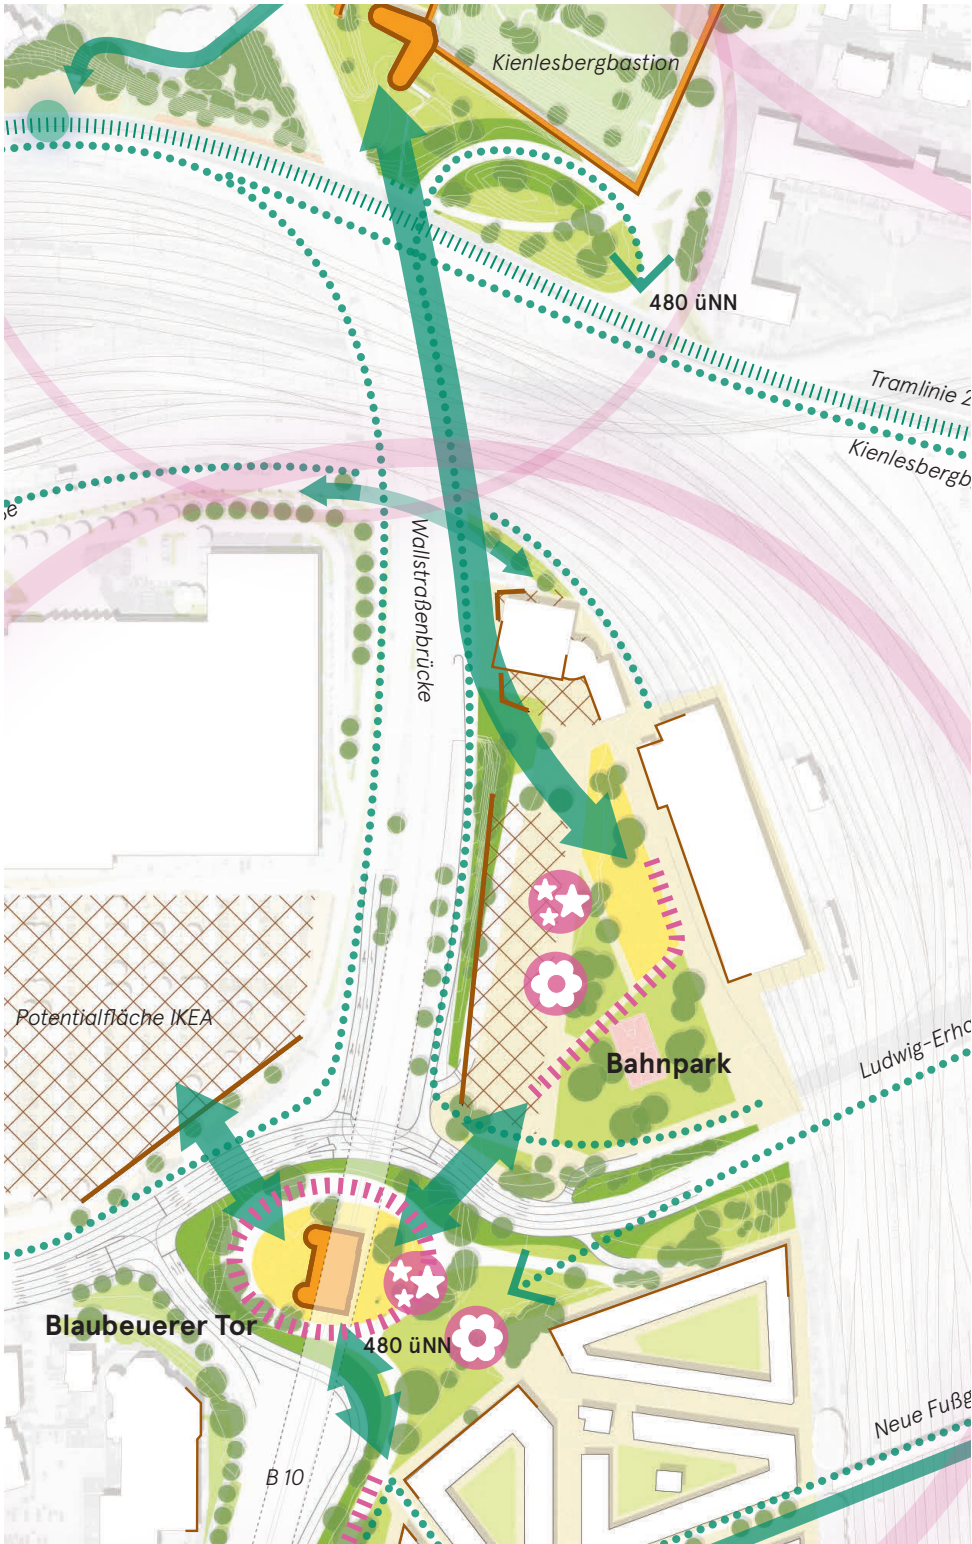 Kienlesbergbastion
480 üNN
Tramlinie 2
Kienlesbergb
ße
Wallstraßenbrücke
Potentialfläche IKEA
Bahnpark
Ludwig-Erha
Blaubeuerer Tor
480 üNN
Neue Fußg
B 10